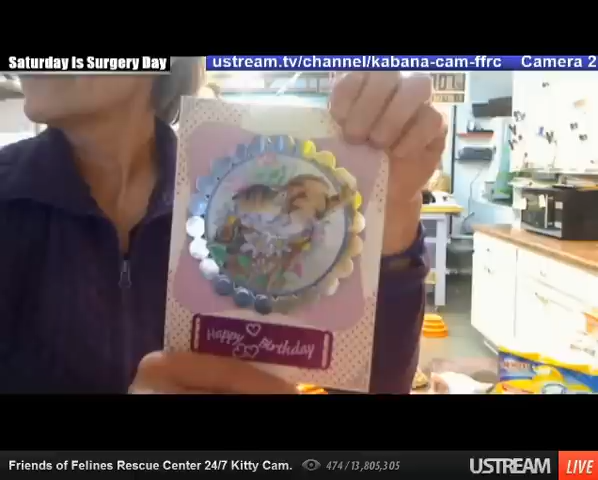 Saturday Is Surgery Day
ustream.tv/channel/kabana-cam-ffrc Camera 2
Happy Birthday
Friends of Felines Rescue Center 24/7 Kitty Cam.
474 / 13,805,305
USTREAM
LIVE